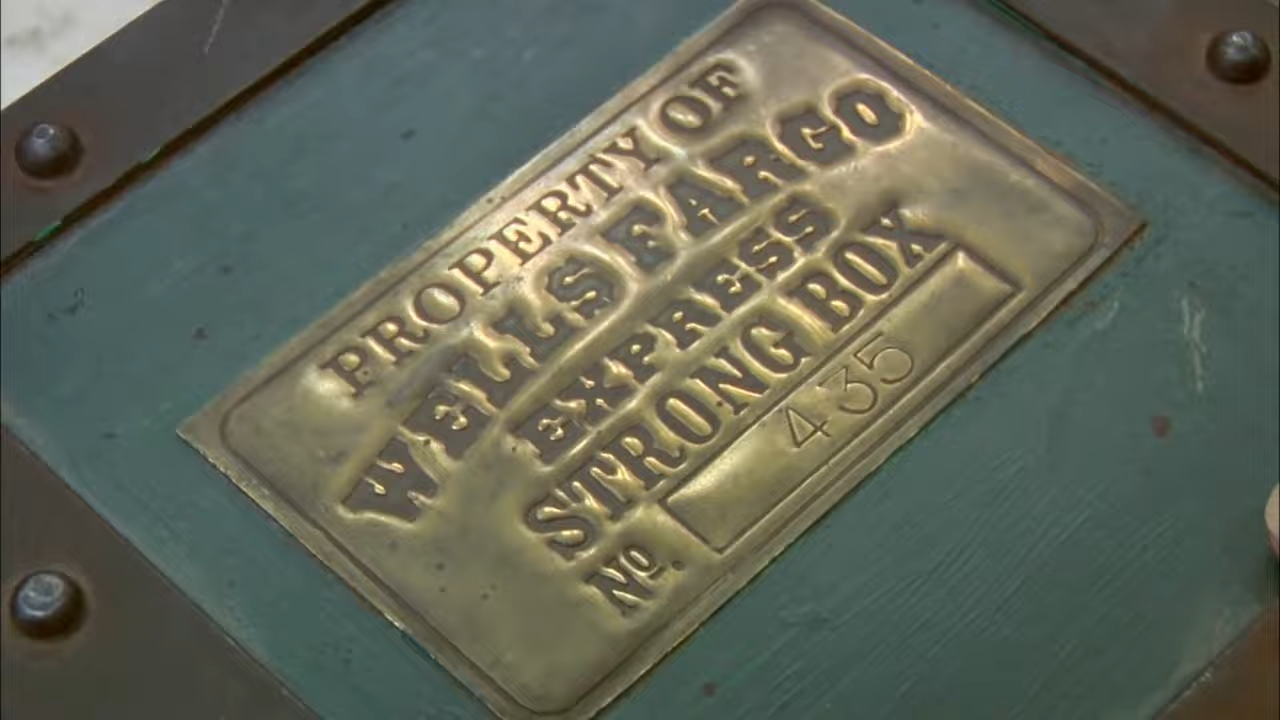 PROPERTY OF
WELLS FARGO
EXPRESS
STRONG BOX
No. 435